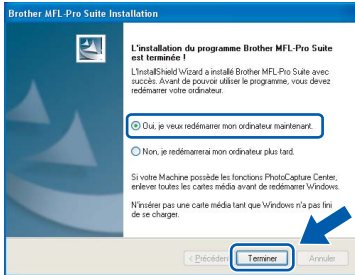 Brother MFL-Pro Suite Installation
L'installation du programme Brother MFL-Pro Suite
est terminée !
L'InstallShield Wizard a installé Brother MFL-Pro Suite avec
succès. Avant de pouvoir utiliser le programme, vous devez
redémarrer votre ordinateur.
Oui, je veux redémarrer mon ordinateur maintenant.
Non, je redémarrerai mon ordinateur plus tard.
Si votre Machine possède les fonctions PhotoCapture Center,
enlever toutes les cartes média avant de redémarrer Windows.
N'insérer pas une carte média tant que Windows n'a pas fini
de se charger.
< Précédent Terminer Annuler